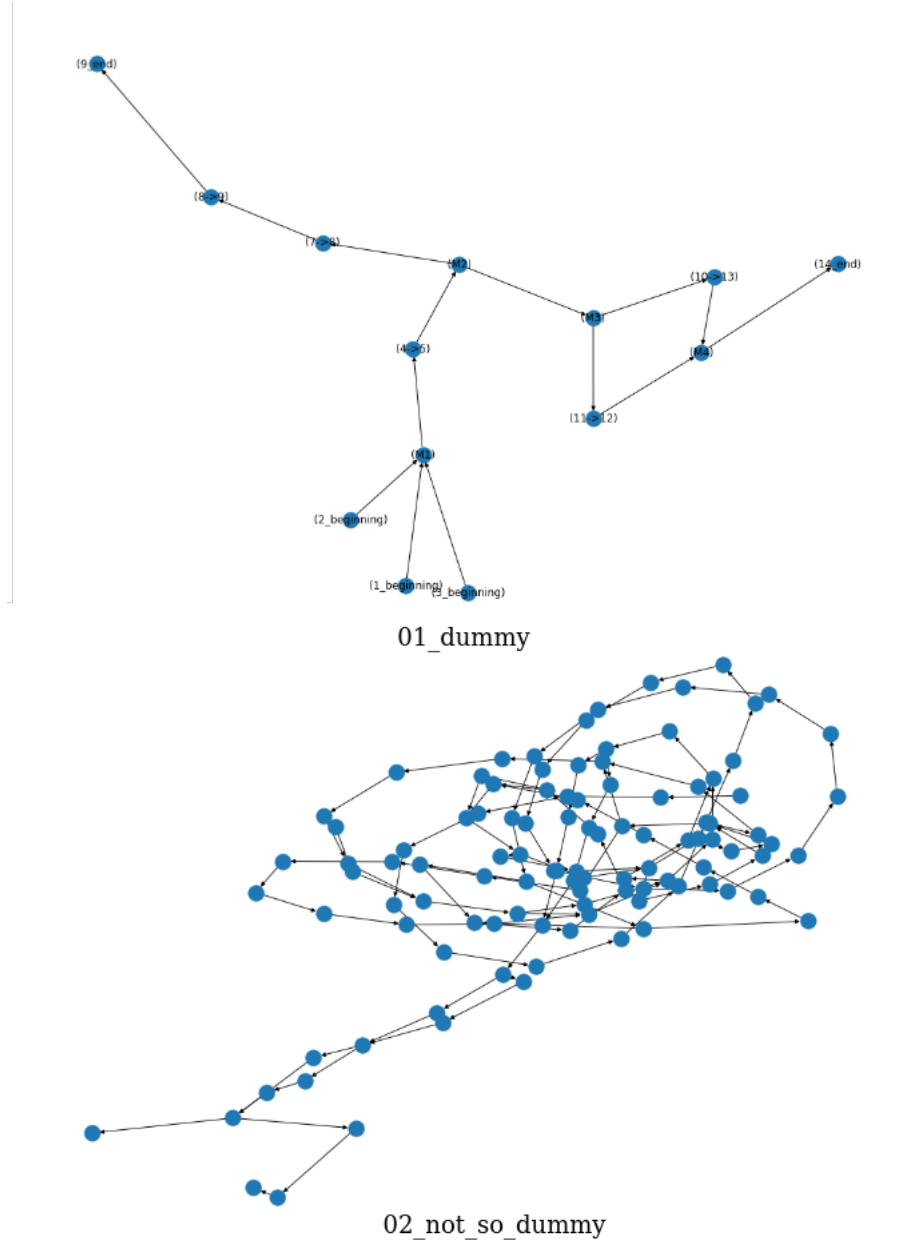 (9_end)
(8->9)
(7->8)
(M2)
(14_end)
(10->13)
(M3)
(4->5)
(M4)
(11->12)
(M1)
(2_beginning)
(1_beginning)
(3_beginning)
01_dummy
02_not_so_dummy